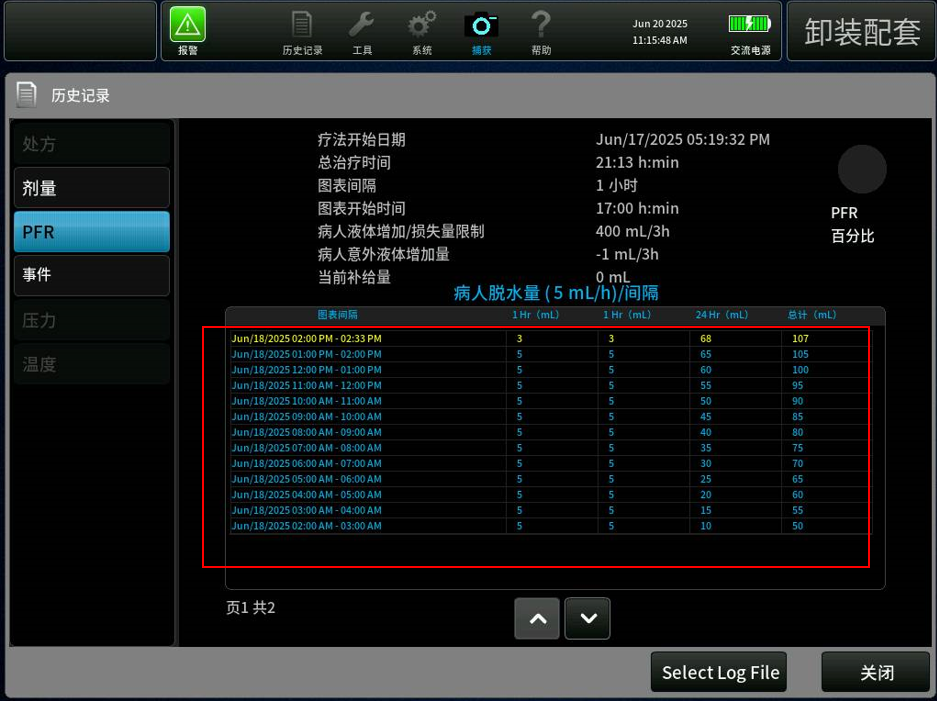 报警
历史记录
工具
系统
捕获
帮助
Jun 20 2025
11:15:48 AM
交流电源
卸装配套
历史记录
处方
剂量
PFR
事件
压力
温度
疗法开始日期 Jun/17/2025 05:19:32 PM
总治疗时间 21:13 h:min
图表间隔 1 小时
图表开始时间 17:00 h:min
病人液体增加/损失量限制 400 mL/3h
病人意外液体增加量 -1 mL/3h
当前补给量 0 mL
PFR
百分比
病人脱水量 ( 5 mL/h)/间隔
图表间隔 1 Hr（mL） 1 Hr（mL） 24 Hr（mL） 总计（mL）
Jun/18/2025 02:00 PM - 02:33 PM 3 3 68 107
Jun/18/2025 01:00 PM - 02:00 PM 5 5 65 105
Jun/18/2025 12:00 PM - 01:00 PM 5 5 60 100
Jun/18/2025 11:00 AM - 12:00 PM 5 5 55 95
Jun/18/2025 10:00 AM - 11:00 AM 5 5 50 90
Jun/18/2025 09:00 AM - 10:00 AM 5 5 45 85
Jun/18/2025 08:00 AM - 09:00 AM 5 5 40 80
Jun/18/2025 07:00 AM - 08:00 AM 5 5 35 75
Jun/18/2025 06:00 AM - 07:00 AM 5 5 30 70
Jun/18/2025 05:00 AM - 06:00 AM 5 5 25 65
Jun/18/2025 04:00 AM - 05:00 AM 5 5 20 60
Jun/18/2025 03:00 AM - 04:00 AM 5 5 15 55
Jun/18/2025 02:00 AM - 03:00 AM 5 5 10 50
页1 共2
Select Log File
关闭